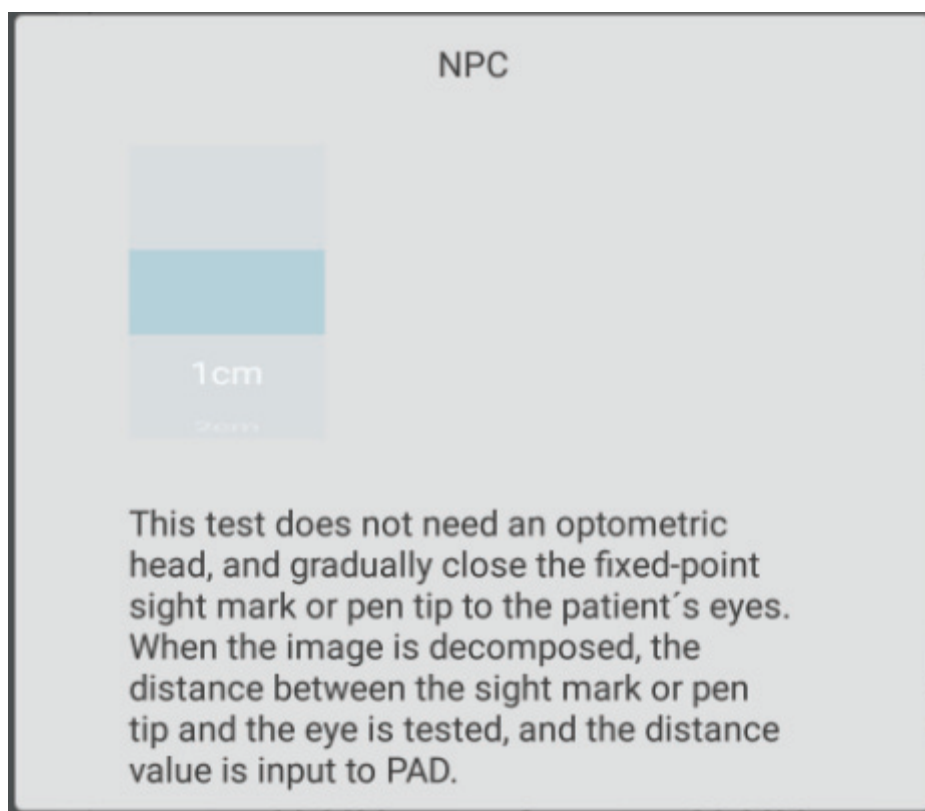 NPC
1cm
This test does not need an optometric
head, and gradually close the fixed-point
sight mark or pen tip to the patient´s eyes.
When the image is decomposed, the
distance between the sight mark or pen
tip and the eye is tested, and the distance
value is input to PAD.